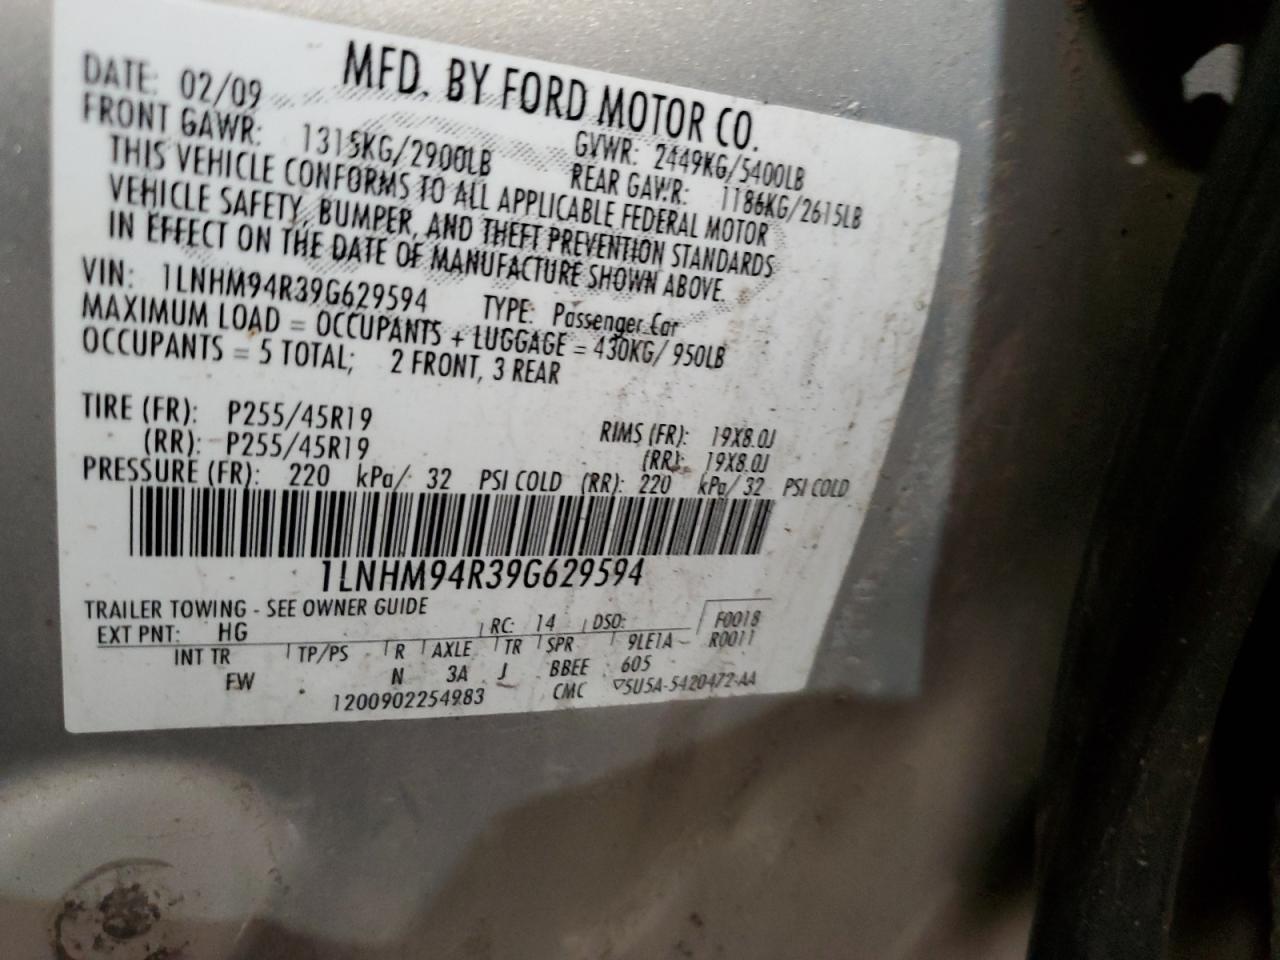 MFD. BY FORD MOTOR CO.
DATE: 02/09
GVWR: 2449KG/5400LB
FRONT GAWR: 1315KG/2900LB
REAR GAWR: 1186KG/2615LB
THIS VEHICLE CONFORMS TO ALL APPLICABLE FEDERAL MOTOR
VEHICLE SAFETY, BUMPER, AND THEFT PREVENTION STANDARDS
IN EFFECT ON THE DATE OF MANUFACTURE SHOWN ABOVE.
VIN: 1LNHM94R39G629594 TYPE: Passenger Car
MAXIMUM LOAD = OCCUPANTS + LUGGAGE = 430KG/ 950LB
OCCUPANTS = 5 TOTAL; 2 FRONT, 3 REAR
TIRE (FR): P255/45R19 RIMS (FR): 19X8.0J
(RR): P255/45R19 (RR): 19X8.0J
PRESSURE (FR): 220 kPa/ 32 PSI COLD (RR): 220 kPa/ 32 PSI COLD
1LNHM94R39G629594
TRAILER TOWING - SEE OWNER GUIDE
EXT PNT: HG RC: 14 DSO: F0018
INT TR TP/PS R AXLE TR SPR 9LE1A R0011
FW N 3A J BBEE 605
1200902254983 CMC ▽5U5A-5420472-AA